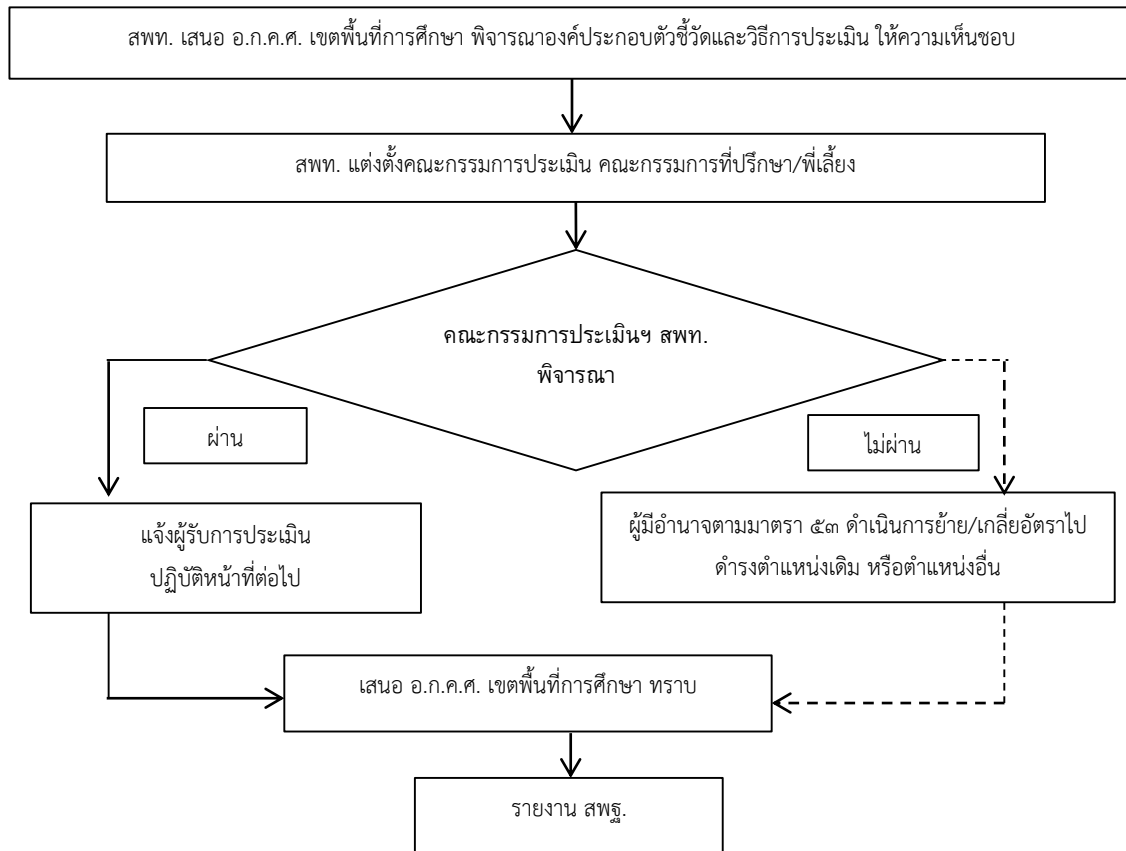 สพท. เสนอ อ.ก.ค.ศ. เขตพื้นที่การศึกษา พิจารณาองค์ประกอบตัวชี้วัดและวิธีการประเมิน ให้ความเห็นชอบ
สพท. แต่งตั้งคณะกรรมการประเมิน คณะกรรมการที่ปรึกษา/พี่เลี้ยง
คณะกรรมการประเมินฯ สพท.
พิจารณา
ผ่าน
ไม่ผ่าน
แจ้งผู้รับการประเมิน
ปฏิบัติหน้าที่ต่อไป
ผู้มีอำนาจตามมาตรา ๕๓ ดำเนินการย้าย/เกลี่ยอัตราไป
ดำรงตำแหน่งเดิม หรือตำแหน่งอื่น
เสนอ อ.ก.ค.ศ. เขตพื้นที่การศึกษา ทราบ
รายงาน สพฐ.